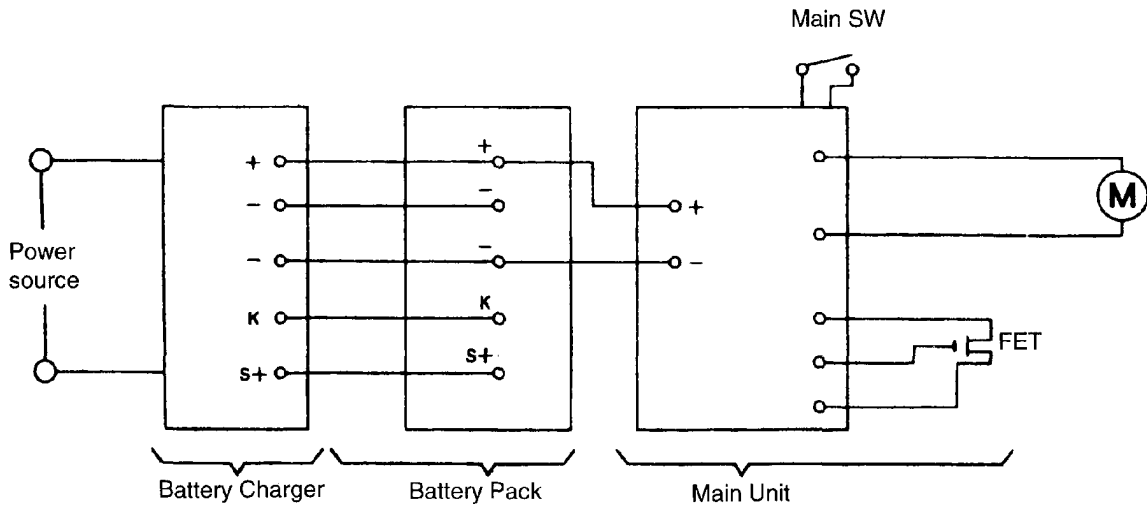 Main SW
+ + 
- - +
M
Power
source
- - -
K K
FET
S+ S+
Battery Charger
Battery Pack
Main Unit